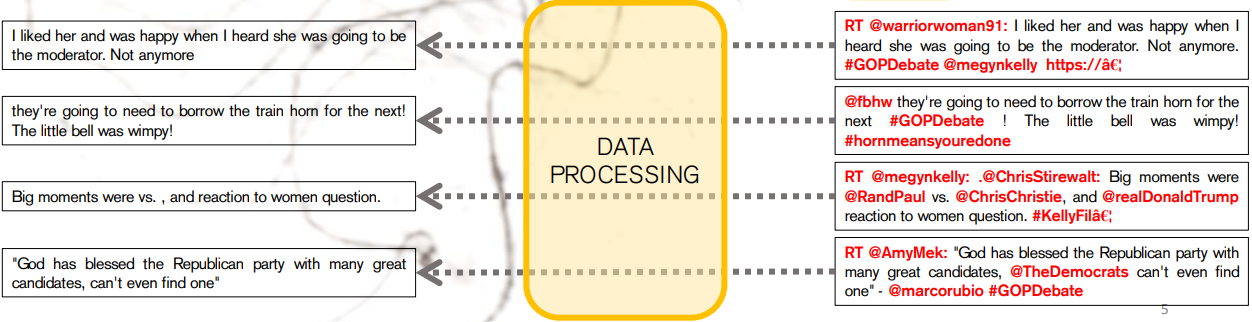 I liked her and was happy when I heard she was going to be
the moderator. Not anymore
they're going to need to borrow the train horn for the next!
The little bell was wimpy!
Big moments were vs. , and reaction to women question.
"God has blessed the Republican party with many great
candidates, can't even find one"
DATA
PROCESSING
RT @warriorwoman91: I liked her and was happy when I
heard she was going to be the moderator. Not anymore.
#GOPDebate @megynkelly https://â€¦
@fbhw they're going to need to borrow the train horn for the
next #GOPDebate ! The little bell was wimpy!
#hornmeansyouredone
RT @megynkelly: .@ChrisStirewalt: Big moments were
@RandPaul vs. @ChrisChristie, and @realDonaldTrump
reaction to women question. #KellyFilâ€¦
RT @AmyMek: "God has blessed the Republican party with
many great candidates, @TheDemocrats can't even find
one" - @marcorubio #GOPDebate
5